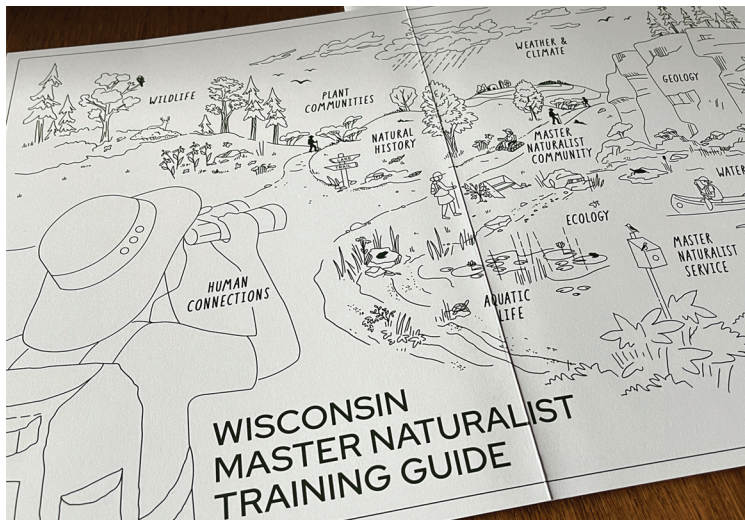 WEATHER &
CLIMATE
GEOLOGY
WILDLIFE
PLANT
COMMUNITIES
NATURAL
HISTORY
MASTER
NATURALIST
COMMUNITY
WATER
ECOLOGY
MASTER
NATURALIST
SERVICE
HUMAN
CONNECTIONS
AQUATIC
LIFE
WISCONSIN
MASTER NATURALIST
TRAINING GUIDE